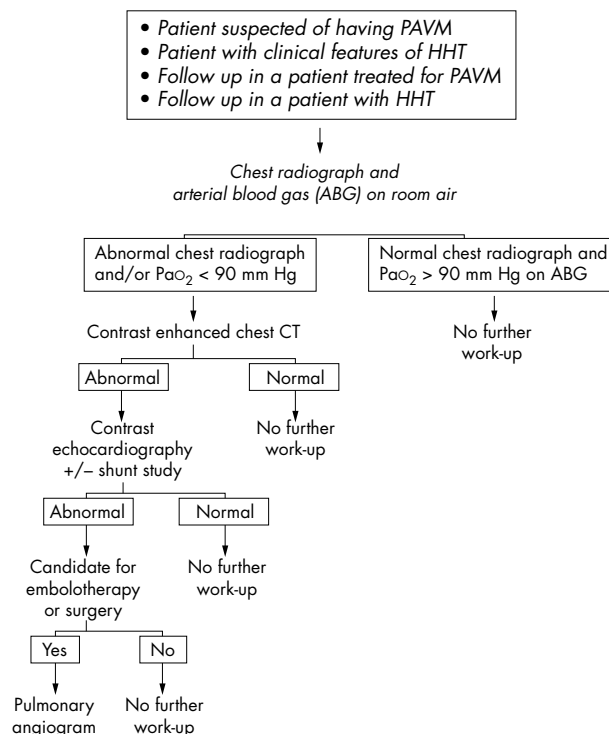 • Patient suspected of having PAVM
• Patient with clinical features of HHT
• Follow up in a patient treated for PAVM
• Follow up in a patient with HHT
Chest radiograph and
arterial blood gas (ABG) on room air
Abnormal chest radiograph
and/or PaO₂ < 90 mm Hg
Normal chest radiograph and
PaO₂ > 90 mm Hg on ABG
Contrast enhanced chest CT
No further
work-up
Abnormal
Normal
Contrast
echocardiography
+/– shunt study
No further
work-up
Abnormal
Normal
Candidate for
embolotherapy
or surgery
No further
work-up
Yes
No
Pulmonary
angiogram
No further
work-up